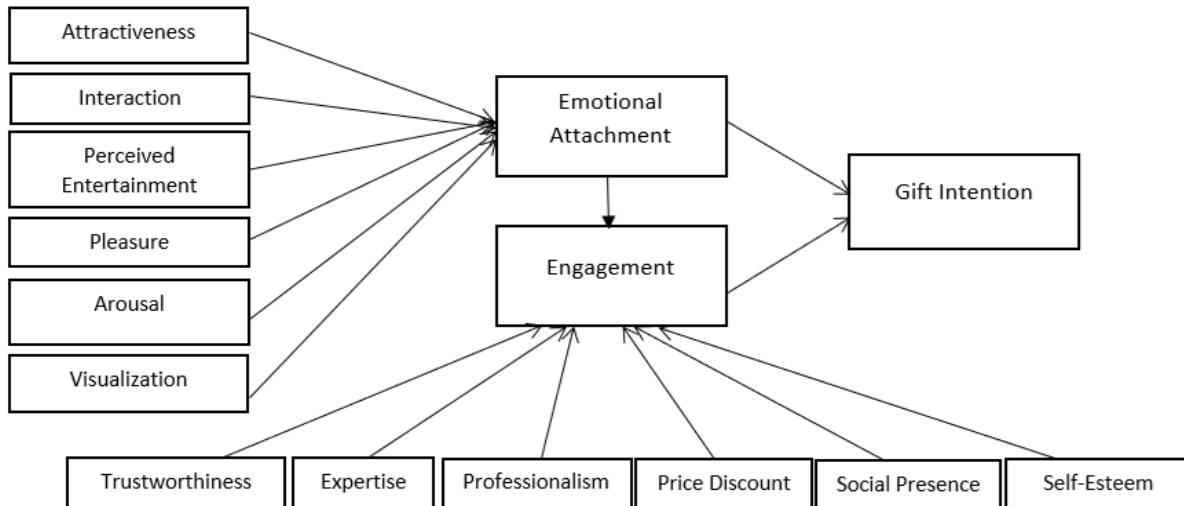 Attractiveness
Interaction
Perceived
Entertainment
Pleasure
Arousal
Visualization
Emotional
Attachment
Engagement
Gift Intention
Trustworthiness
Expertise
Professionalism
Price Discount
Social Presence
Self-Esteem